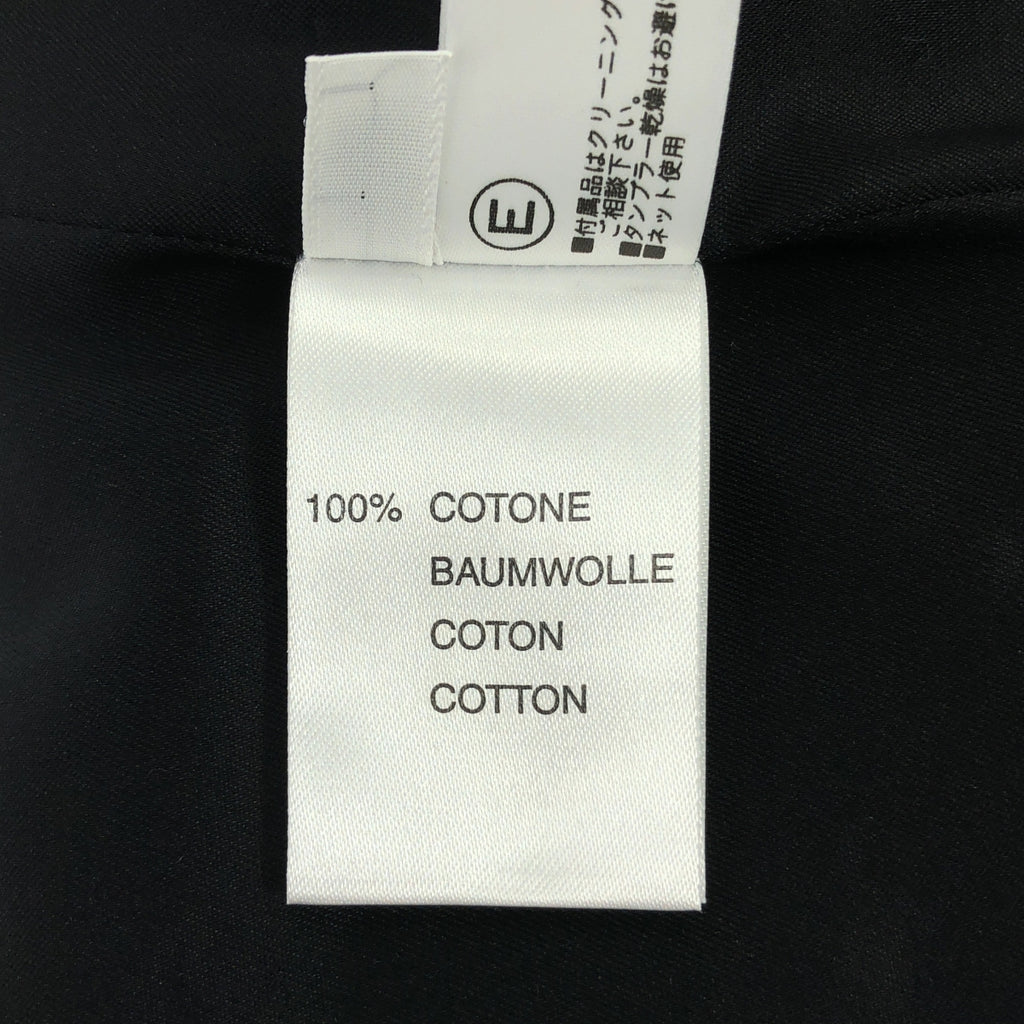 ■付属品はクリーニング
ご相談下さい。
■タンブラー乾燥はお避け
■ネット使用
E
100% COTONE
BAUMWOLLE
COTON
COTTON